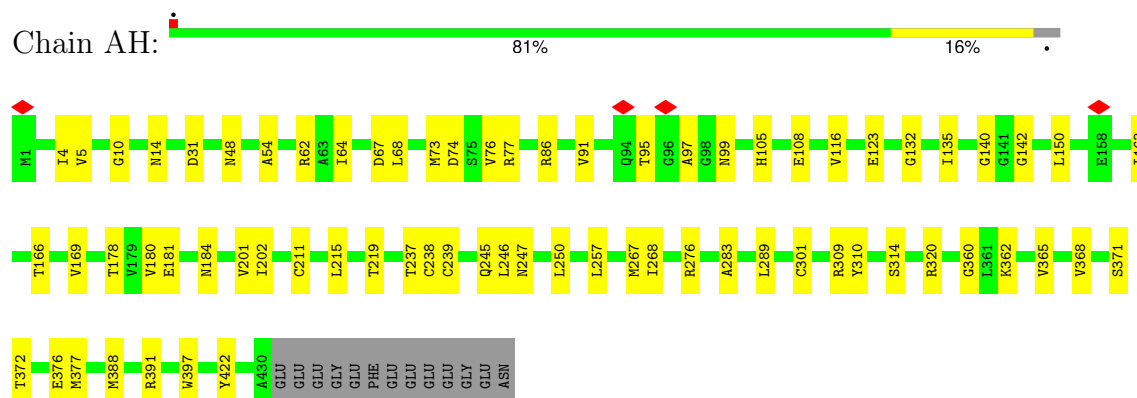 Chain AH:
81% 16%
M1 I4 V5 G10 N14 D31 N48 A54 R62 A63 I64 D67 L68 M73 D74 S75 V76 R77 R86 V91 Q94 T95 G96 A97 G98 N99 H105 E108 V116 E123 G132 I135 G140 G141 G142 L150 E158
T166 V169 T178 V179 V180 E181 N184 V201 I202 C211 L215 T219 T237 C238 C239 Q245 L246 N247 L250 L257 M267 I268 R276 A283 L289 C301 R309 Y310 S314 R320 G360 L361 K362 V365 V368 S371
T372 E376 M377 M388 R391 W397 Y422 A430 GLU GLU GLU GLY GLU PHE GLU GLU GLU GLU GLY GLU ASN